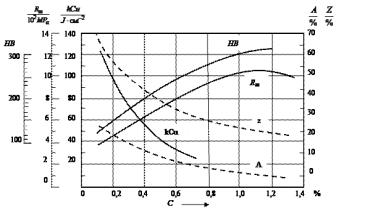 Rm kCu A Z
10² MPa J·cm⁻² % %
HB
14 140 70
12 120 60
300 10 100 50
8 80 40
200 6 60 30
4 40 20
100 2 20 10
0 0
HB
Rm
z
kCu
A
0 0,2 0,4 0,6 0,8 1,0 1,2 1,4 %
C